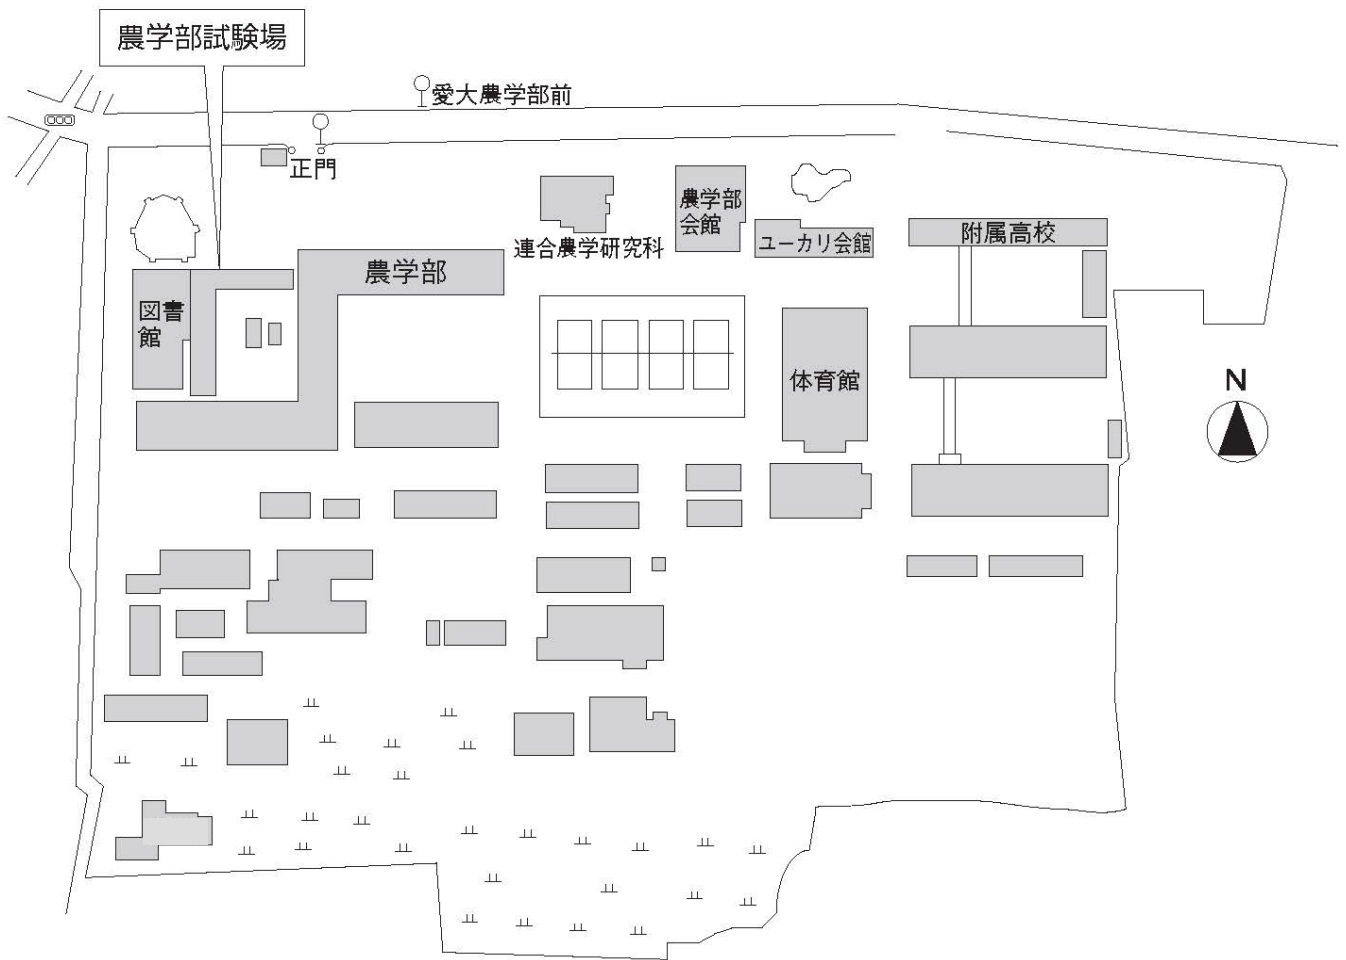 農学部試験場
愛大農学部前
正門
農学部
会館
連合農学研究科
ユーカリ会館
附属高校
農学部
図書
館
体育館
N